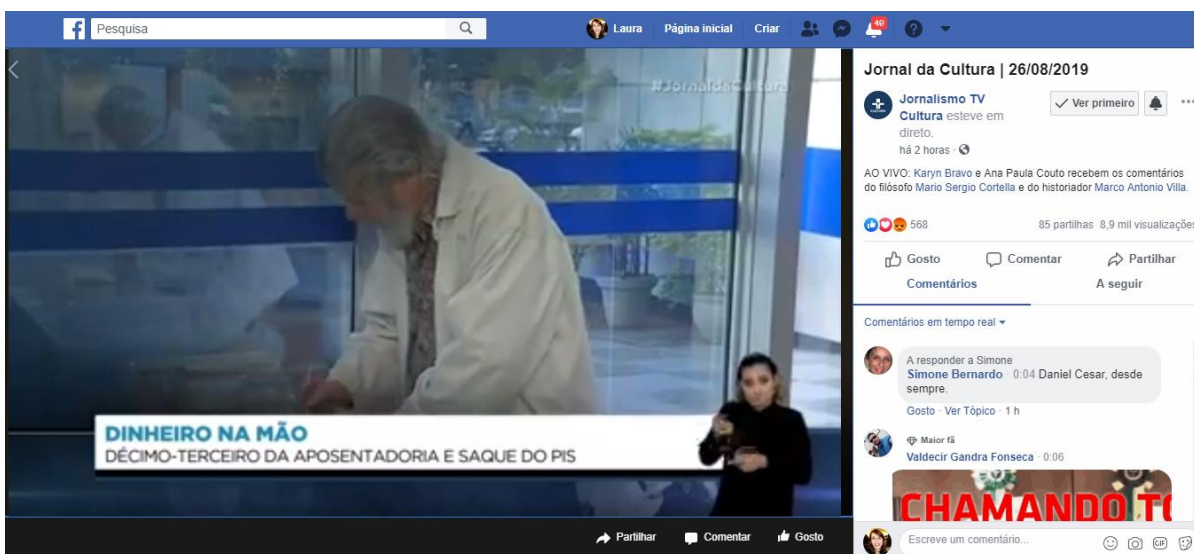 Pesquisa
Laura Página inicial Criar 40
#JornaldaCultura
DINHEIRO NA MÃO
DÉCIMO-TERCEIRO DA APOSENTADORIA E SAQUE DO PIS
Partilhar Comentar Gosto
Jornal da Cultura | 26/08/2019
Jornalismo TV
Cultura esteve em
direto.
há 2 horas ·
Ver primeiro
AO VIVO: Karyn Bravo e Ana Paula Couto recebem os comentários
do filósofo Mario Sergio Cortella e do historiador Marco Antonio Villa.
568 85 partilhas 8,9 mil visualizações
Gosto Comentar Partilhar
Comentários A seguir
Comentários em tempo real
A responder a Simone
Simone Bernardo · 0:04 Daniel Cesar, desde
sempre.
Gosto · Ver Tópico · 1 h
Maior fã
Valdecir Gandra Fonseca · 0:06
CHAMANDO TO
Escreve um comentário...
GIF